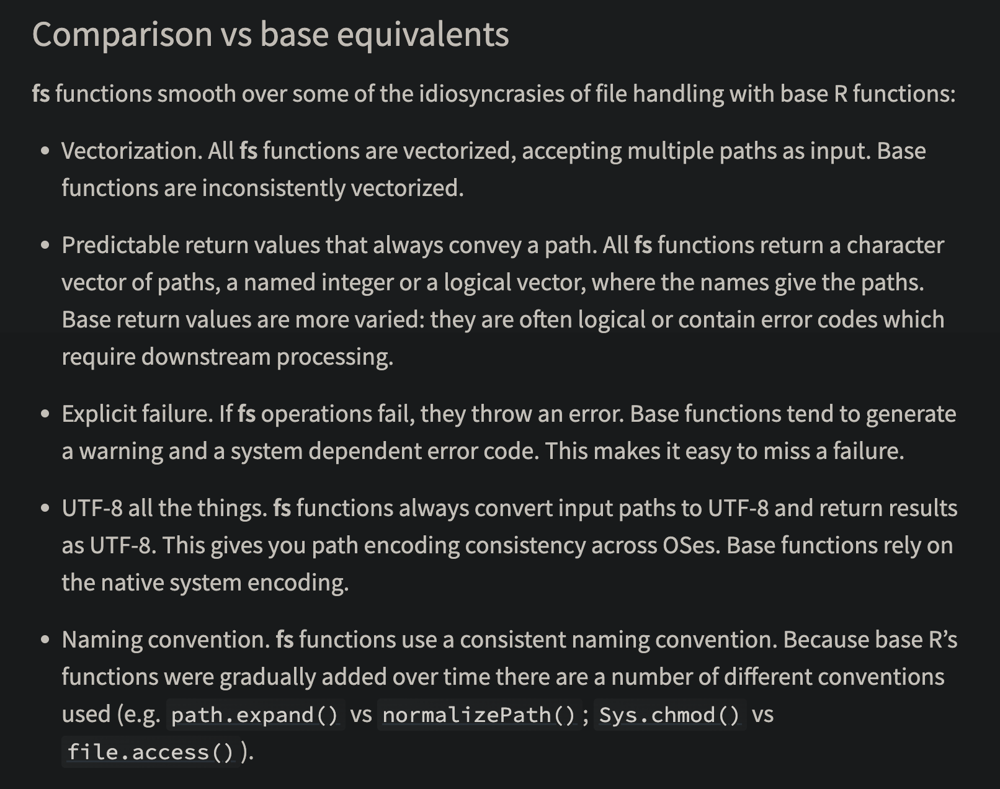 Comparison vs base equivalents
fs functions smooth over some of the idiosyncrasies of file handling with base R functions:
• Vectorization. All fs functions are vectorized, accepting multiple paths as input. Base
functions are inconsistently vectorized.
• Predictable return values that always convey a path. All fs functions return a character
vector of paths, a named integer or a logical vector, where the names give the paths.
Base return values are more varied: they are often logical or contain error codes which
require downstream processing.
• Explicit failure. If fs operations fail, they throw an error. Base functions tend to generate
a warning and a system dependent error code. This makes it easy to miss a failure.
• UTF-8 all the things. fs functions always convert input paths to UTF-8 and return results
as UTF-8. This gives you path encoding consistency across OSes. Base functions rely on
the native system encoding.
• Naming convention. fs functions use a consistent naming convention. Because base R’s
functions were gradually added over time there are a number of different conventions
used (e.g. path.expand() vs normalizePath(); Sys.chmod() vs
file.access()).